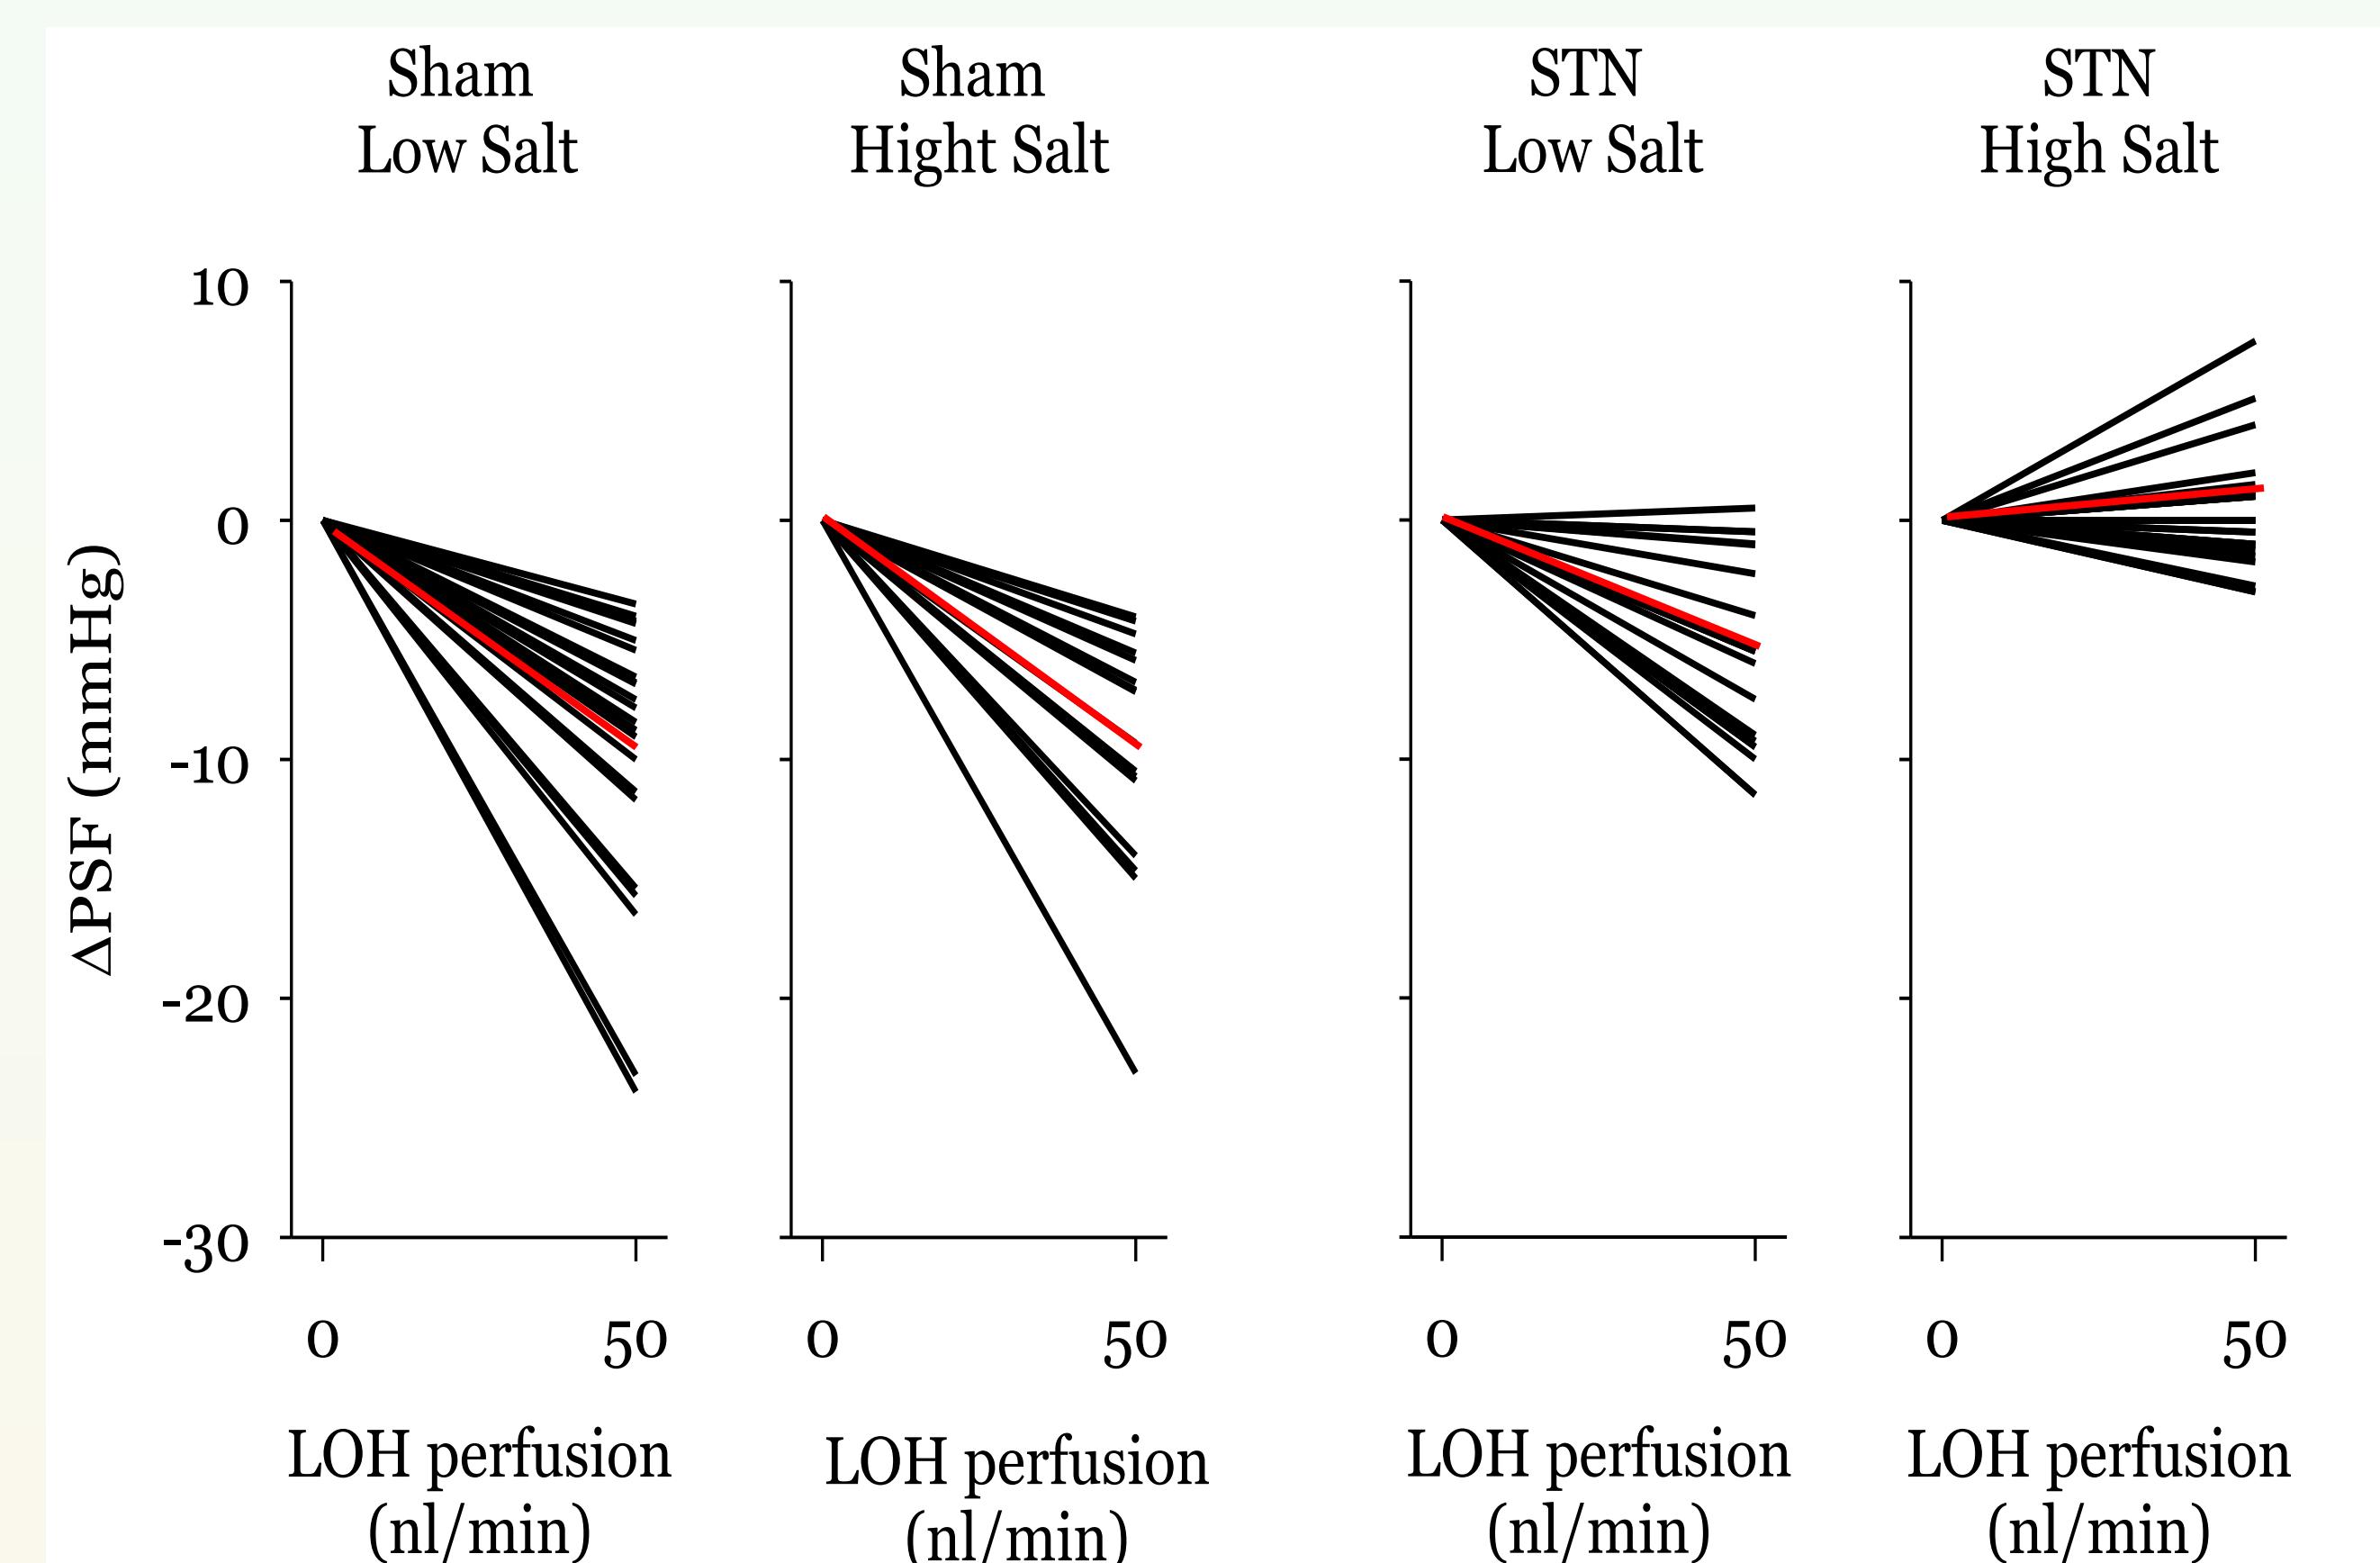 Sham
Low Salt
Sham
Hight Salt
STN
Low Salt
STN
High Salt
ΔPSF (mmHg)
10
0
-10
-20
-30
0
50
0
50
0
50
0
50
LOH perfusion
(nl/min)
LOH perfusion
(nl/min)
LOH perfusion
(nl/min)
LOH perfusion
(nl/min)